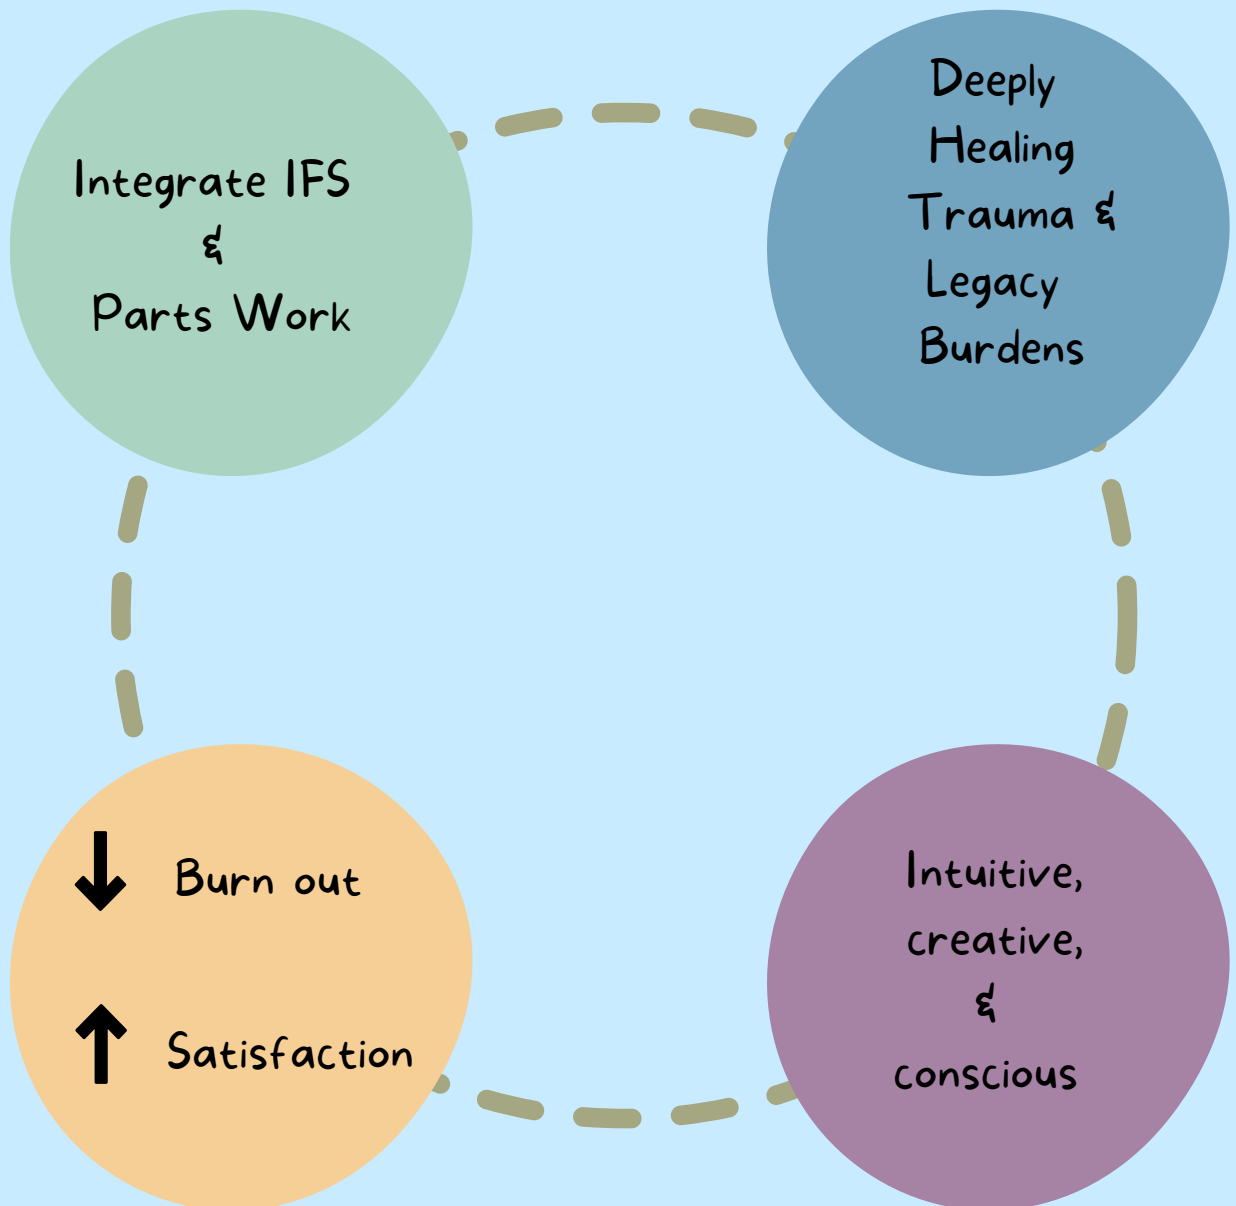 Integrate IFS
&
Parts Work
Deeply
Healing
Trauma &
Legacy
Burdens
Burn out
Satisfaction
Intuitive,
creative,
&
conscious